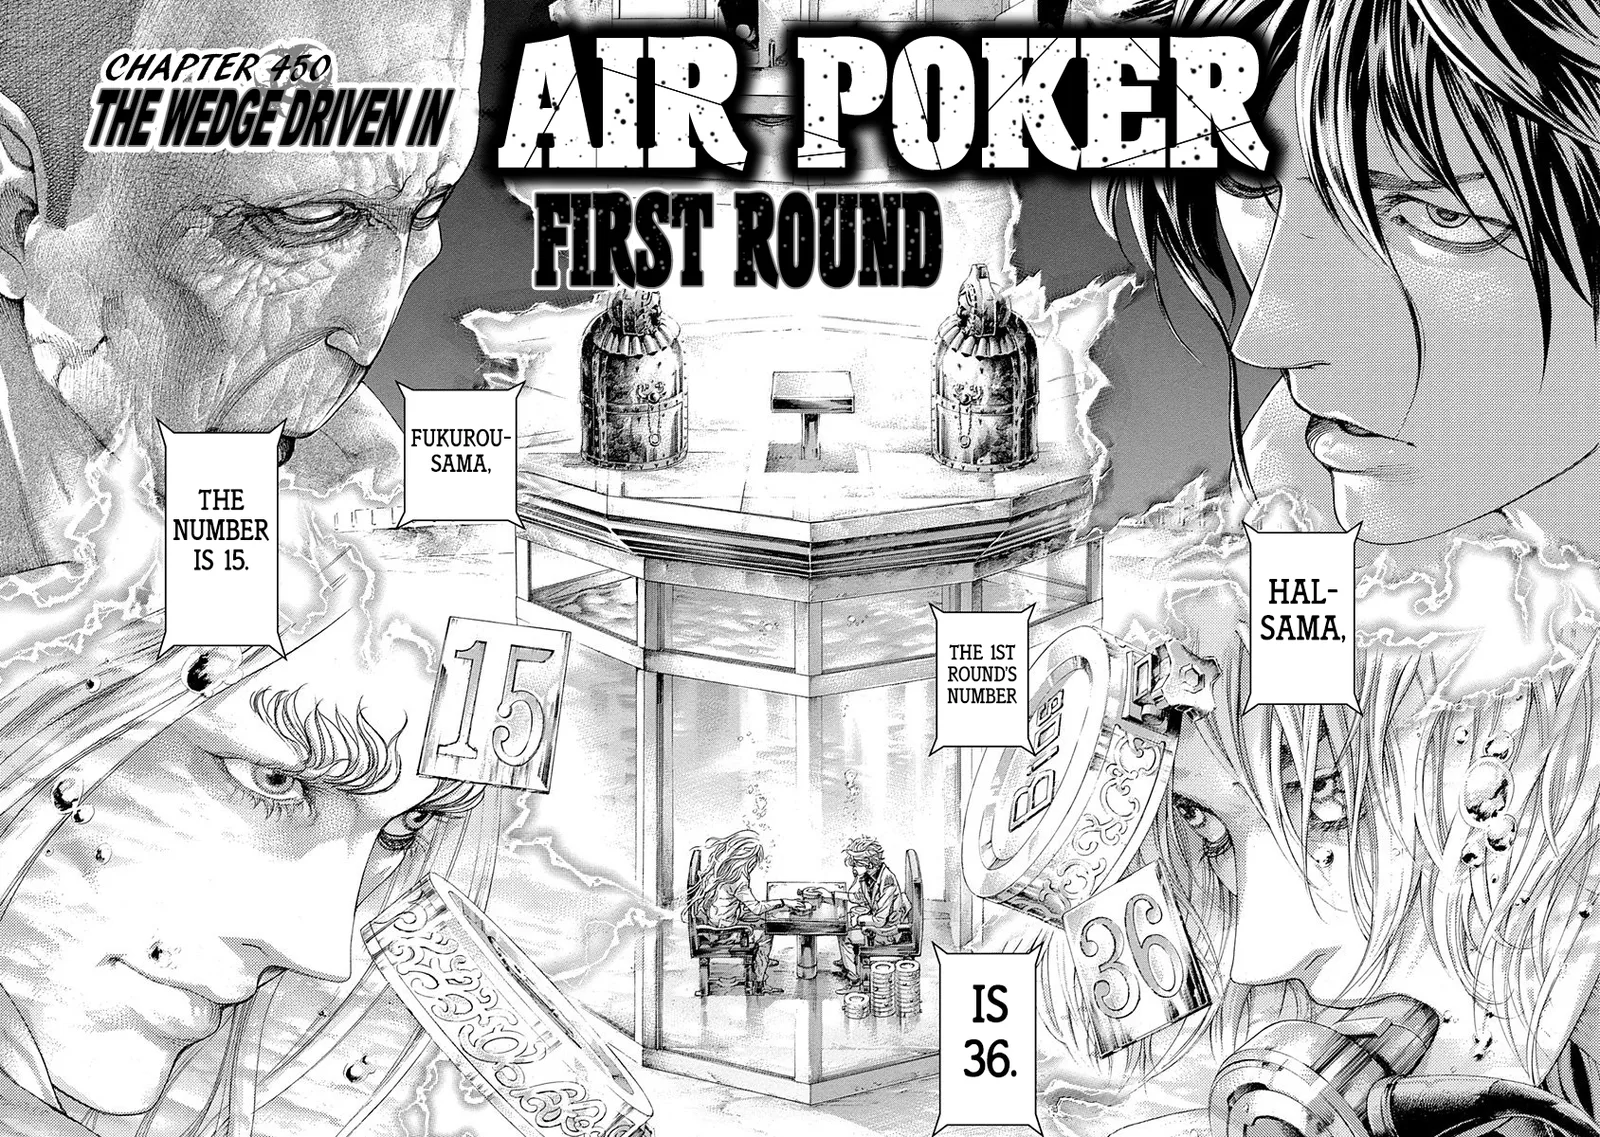 CHAPTER 450
THE WEDGE DRIVEN IN
AIR POKER
FIRST ROUND
HAL-
SAMA,
THE 1ST
ROUND'S
NUMBER
IS
36.
FUKUROU-
SAMA,
THE
NUMBER
IS 15.
15
36